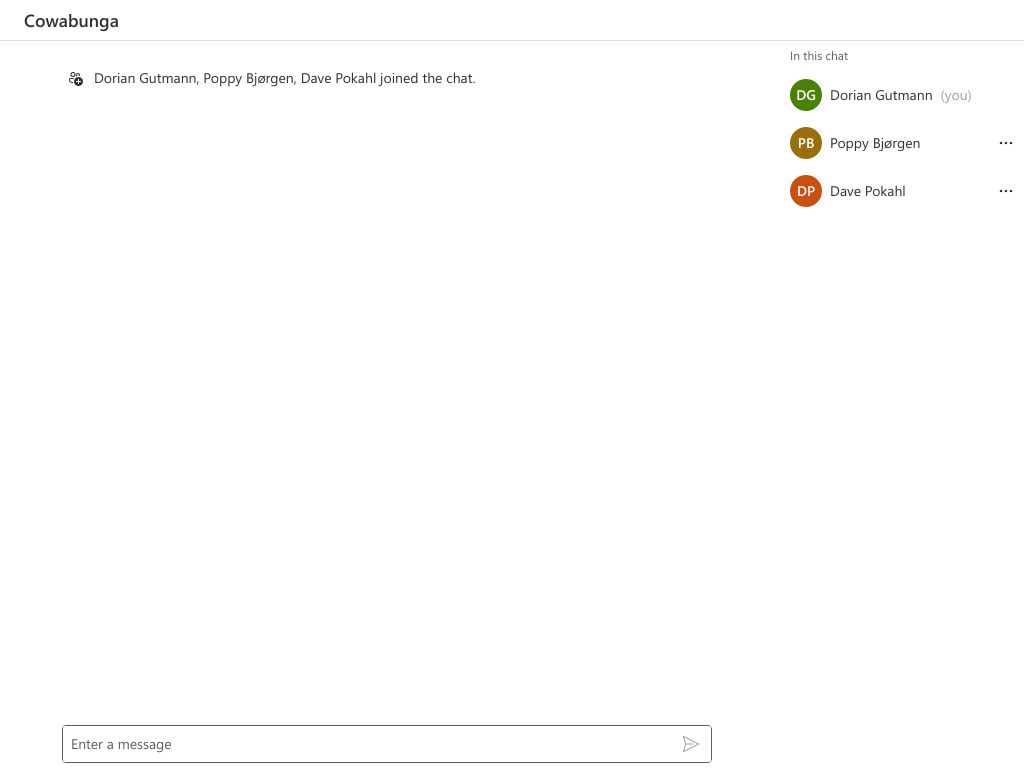 Cowabunga
Dorian Gutmann, Poppy Bjørgen, Dave Pokahl joined the chat.
In this chat
DG Dorian Gutmann (you)
PB Poppy Bjørgen
DP Dave Pokahl
Enter a message